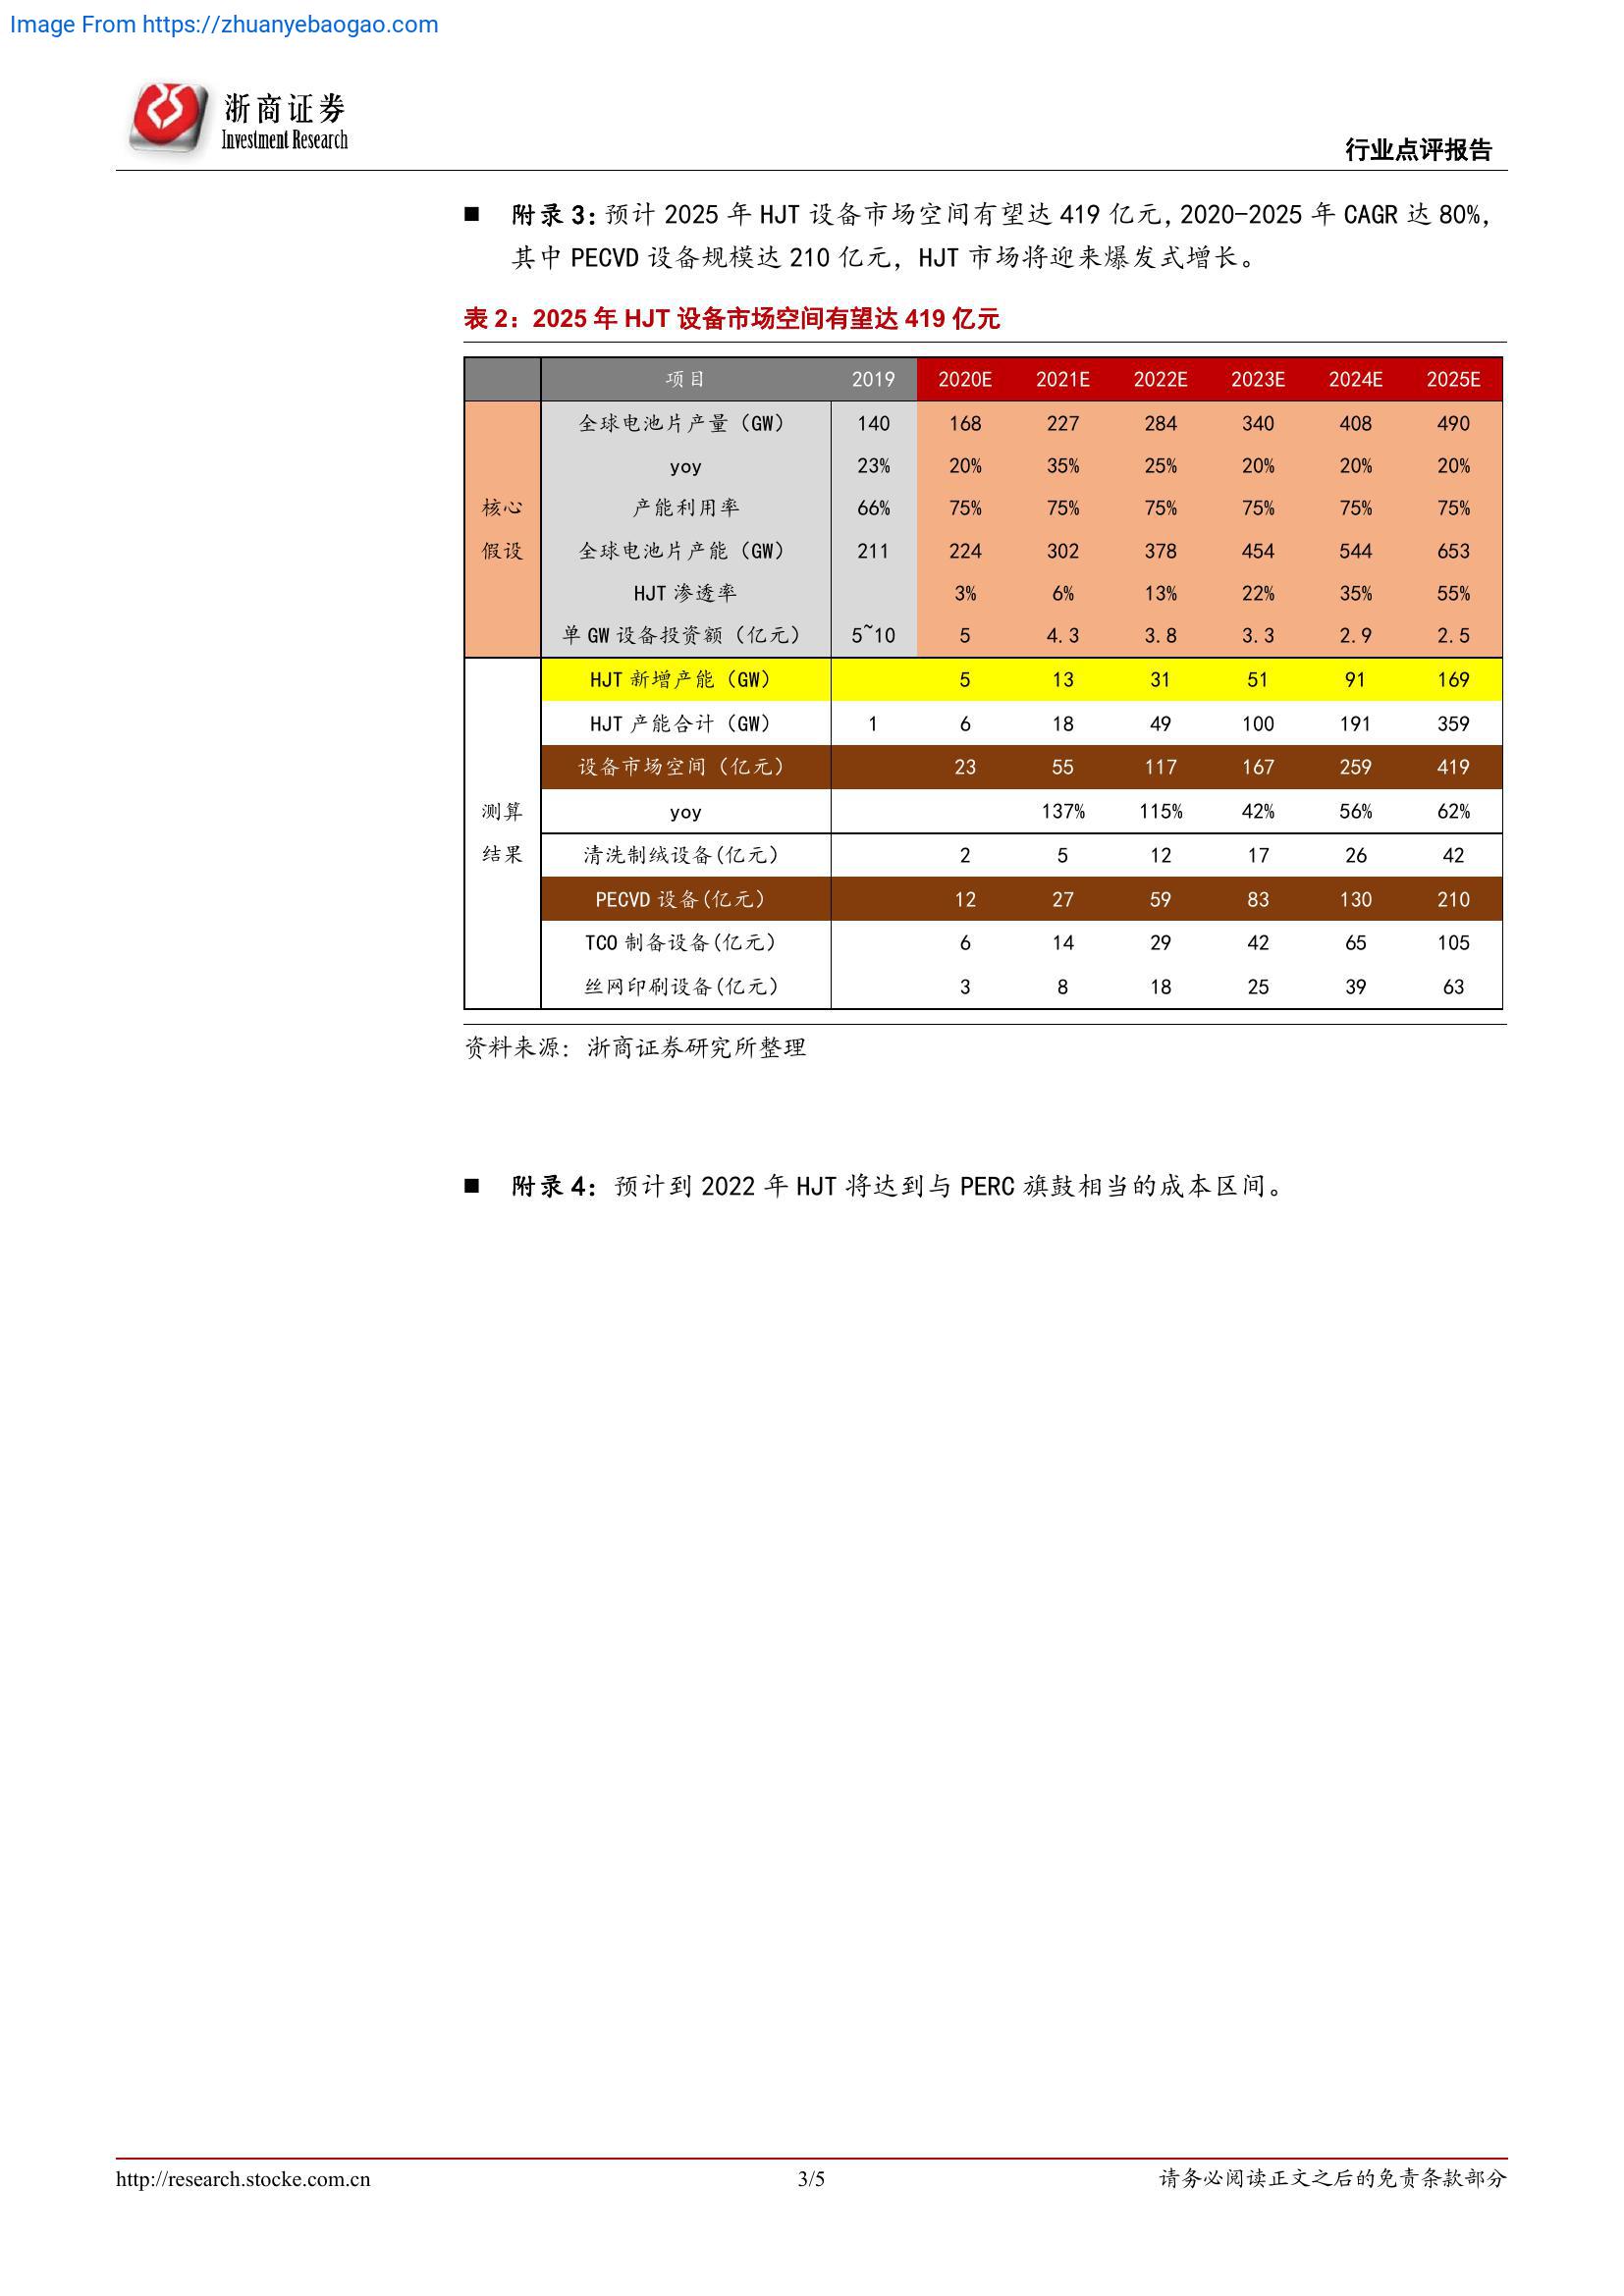 Image From https://zhuanyebaogao.com
浙商证券
Investment Research
行业点评报告
■ 附录 3：预计 2025 年 HJT 设备市场空间有望达 419 亿元，2020-2025 年 CAGR 达 80%，
其中 PECVD 设备规模达 210 亿元，HJT 市场将迎来爆发式增长。
表 2：2025 年 HJT 设备市场空间有望达 419 亿元
项目 2019 2020E 2021E 2022E 2023E 2024E 2025E
全球电池片产量（GW） 140 168 227 284 340 408 490
yoy 23% 20% 35% 25% 20% 20% 20%
核心 产能利用率 66% 75% 75% 75% 75% 75% 75%
假设 全球电池片产能（GW） 211 224 302 378 454 544 653
HJT 渗透率 3% 6% 13% 22% 35% 55%
单 GW 设备投资额（亿元） 5~10 5 4.3 3.8 3.3 2.9 2.5
HJT 新增产能（GW） 5 13 31 51 91 169
HJT 产能合计（GW） 1 6 18 49 100 191 359
设备市场空间（亿元） 23 55 117 167 259 419
测算 yoy 137% 115% 42% 56% 62%
结果 清洗制绒设备(亿元) 2 5 12 17 26 42
PECVD 设备(亿元) 12 27 59 83 130 210
TCO 制备设备(亿元) 6 14 29 42 65 105
丝网印刷设备(亿元) 3 8 18 25 39 63
资料来源：浙商证券研究所整理
■ 附录 4：预计到 2022 年 HJT 将达到与 PERC 旗鼓相当的成本区间。
http://research.stocke.com.cn 3/5 请务必阅读正文之后的免责条款部分